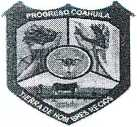 PROGRESO COAHUILA
TIERRA DE HOMBRES RECIOS